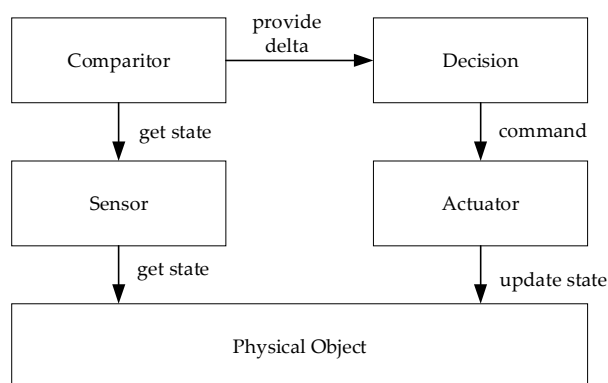 provide
delta
Comparitor
Decision
get state
command
Sensor
Actuator
get state
update state
Physical Object